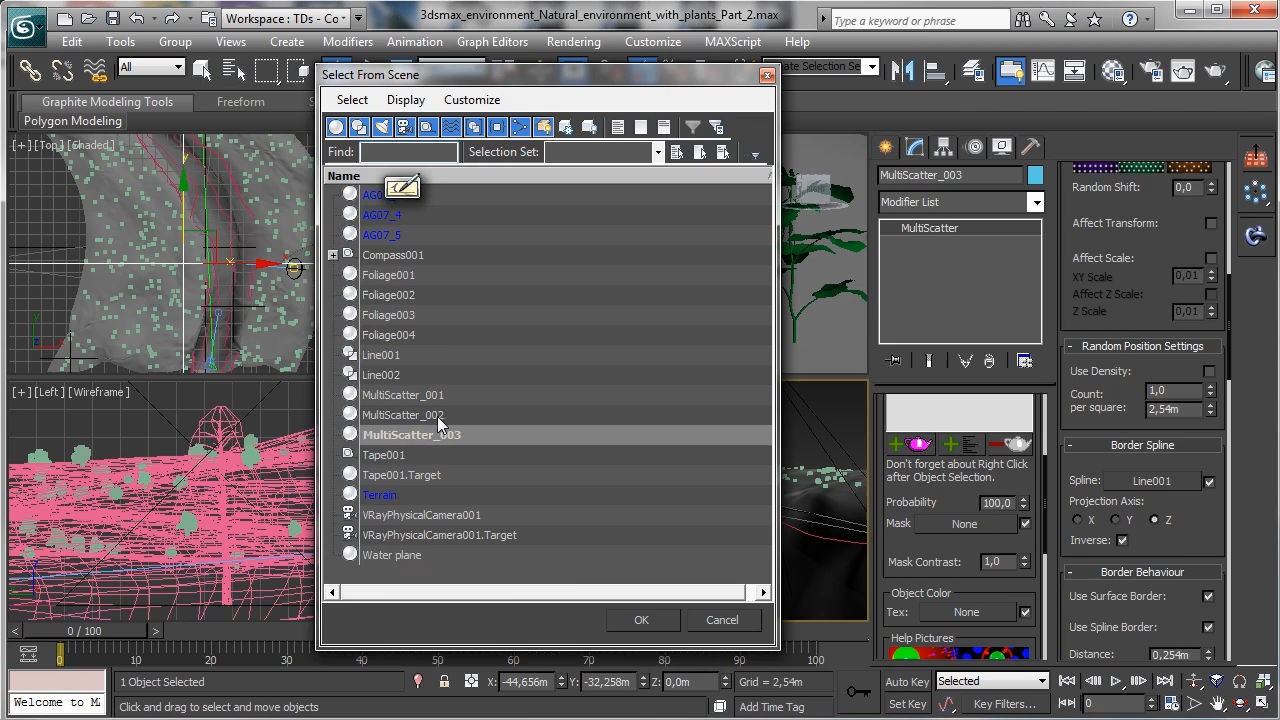 Workspace: TDs - Co
3dsmax_environment_Natural_environment_with_plants_Part_2.max
Type a keyword or phrase
Edit Tools Group Views Create Modifiers Animation Graph Editors Rendering Customize MAXScript Help
All
Create Selection Se
Graphite Modeling Tools Freeform
Polygon Modeling
Select From Scene
Select Display Customize
Find: Selection Set:
Name
AG07_4
AG07_5
Compass001
Foliage001
Foliage002
Foliage003
Foliage004
Line001
Line002
MultiScatter_001
MultiScatter_002
MultiScatter_003
Tape001
Tape001.Target
Terrain
VRayPhysicalCamera001
VRayPhysicalCamera001.Target
Water plane
OK Cancel
[+][Top][Shaded]
y
[+][Left][Wireframe]
MultiScatter_003
Modifier List
MultiScatter
Don't forget about Right Click
after Object Selection.
Probability 100,0
Mask None
Mask Contrast: 1,0
Object Color
Tex: None
Help Pictures
Random Shift: 0,0
Affect Transform:
Affect Scale:
XY Scale 0,01
Affect Z Scale:
Z Scale: 0,01
Random Position Settings
Use Density:
Count: 1,0
per square: 2,54m
Border Spline
Spline: Line001
Projection Axis:
X Y Z
Inverse:
Border Behaviour
Use Surface Border:
Use Spline Border:
Distance: 0,254m
< 0 / 100 >
0 10 20 30 40 50 60 70 80 90 100
1 Object Selected
X: -44,656m Y: -32,258m Z: 0,0m Grid = 2,54m
Auto Key Selected
Welcome to M
Click and drag to select and move objects
Add Time Tag
Set Key Key Filters... 0